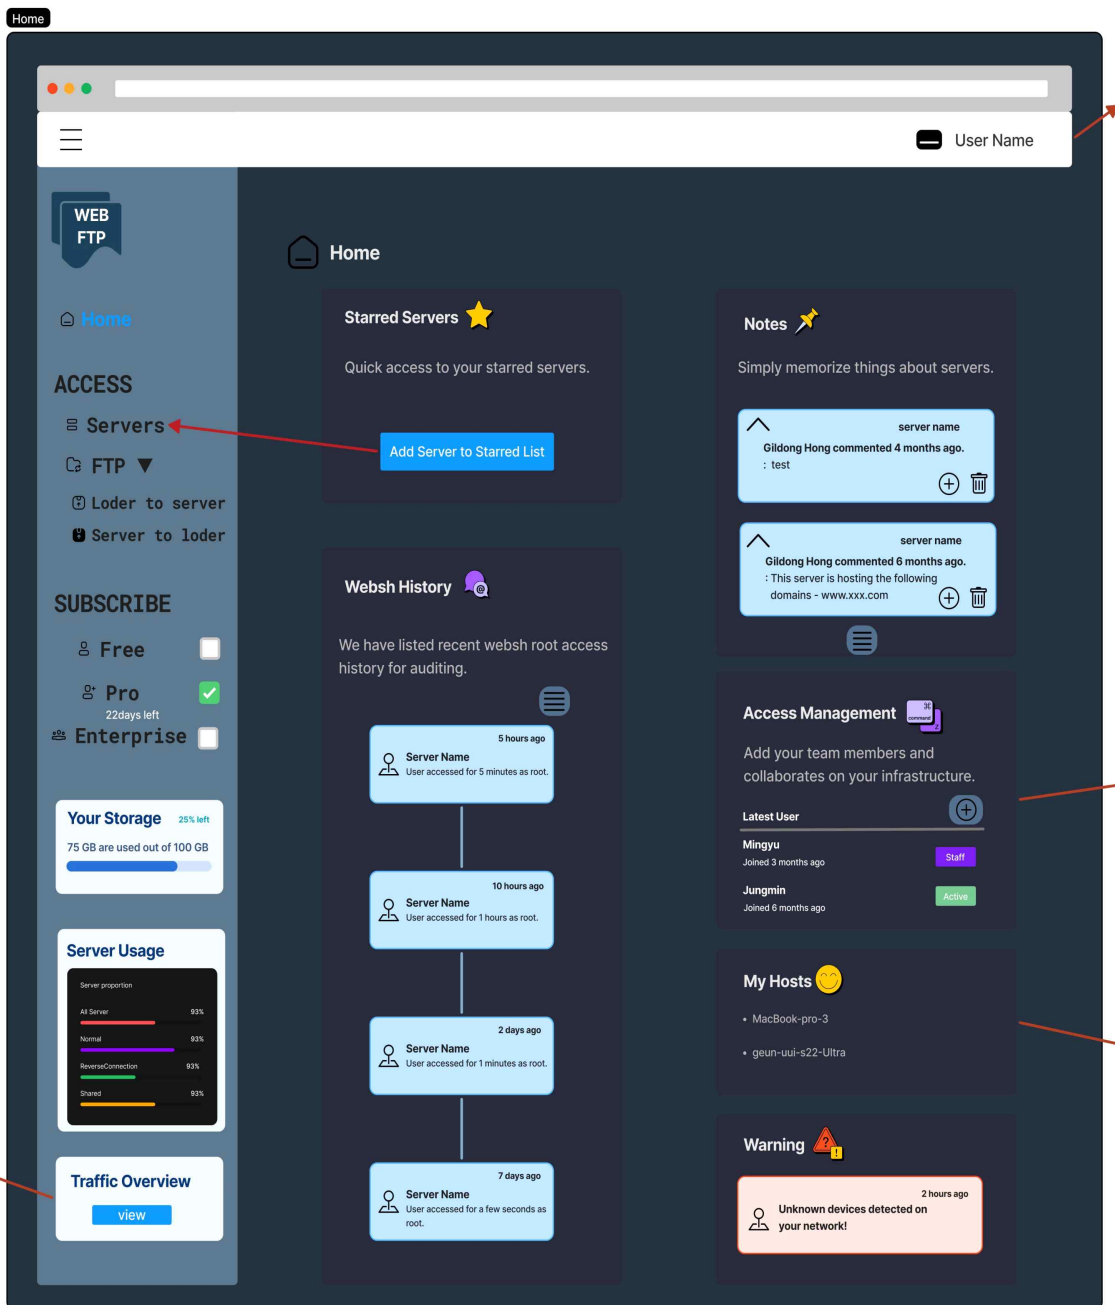 Home
User Name
WEB
FTP
Home
ACCESS
Servers
FTP ▼
Loder to server
Server to loder
SUBSCRIBE
Free
Pro
22days left
Enterprise
Your Storage 25% left
75 GB are used out of 100 GB
Server Usage
Server proportion
All Server 93%
Normal 93%
ReverseConnection 93%
Shared 93%
Traffic Overview
view
Home
Starred Servers
Quick access to your starred servers.
Add Server to Starred List
Websh History
We have listed recent websh root access
history for auditing.
5 hours ago
Server Name
User accessed for 5 minutes as root.
10 hours ago
Server Name
User accessed for 1 hours as root.
2 days ago
Server Name
User accessed for 1 minutes as root.
7 days ago
Server Name
User accessed for a few seconds as
root.
Notes
Simply memorize things about servers.
server name
Gildong Hong commented 4 months ago.
: test
server name
Gildong Hong commented 6 months ago.
: This server is hosting the following
domains - www.xxx.com
Access Management
⌘
command
z
Add your team members and
collaborates on your infrastructure.
Latest User
Mingyu
Joined 3 months ago
Staff
Jungmin
Joined 6 months ago
Active
My Hosts
• MacBook-pro-3
• geun-uui-s22-Ultra
Warning
2 hours ago
Unknown devices detected on
your network!